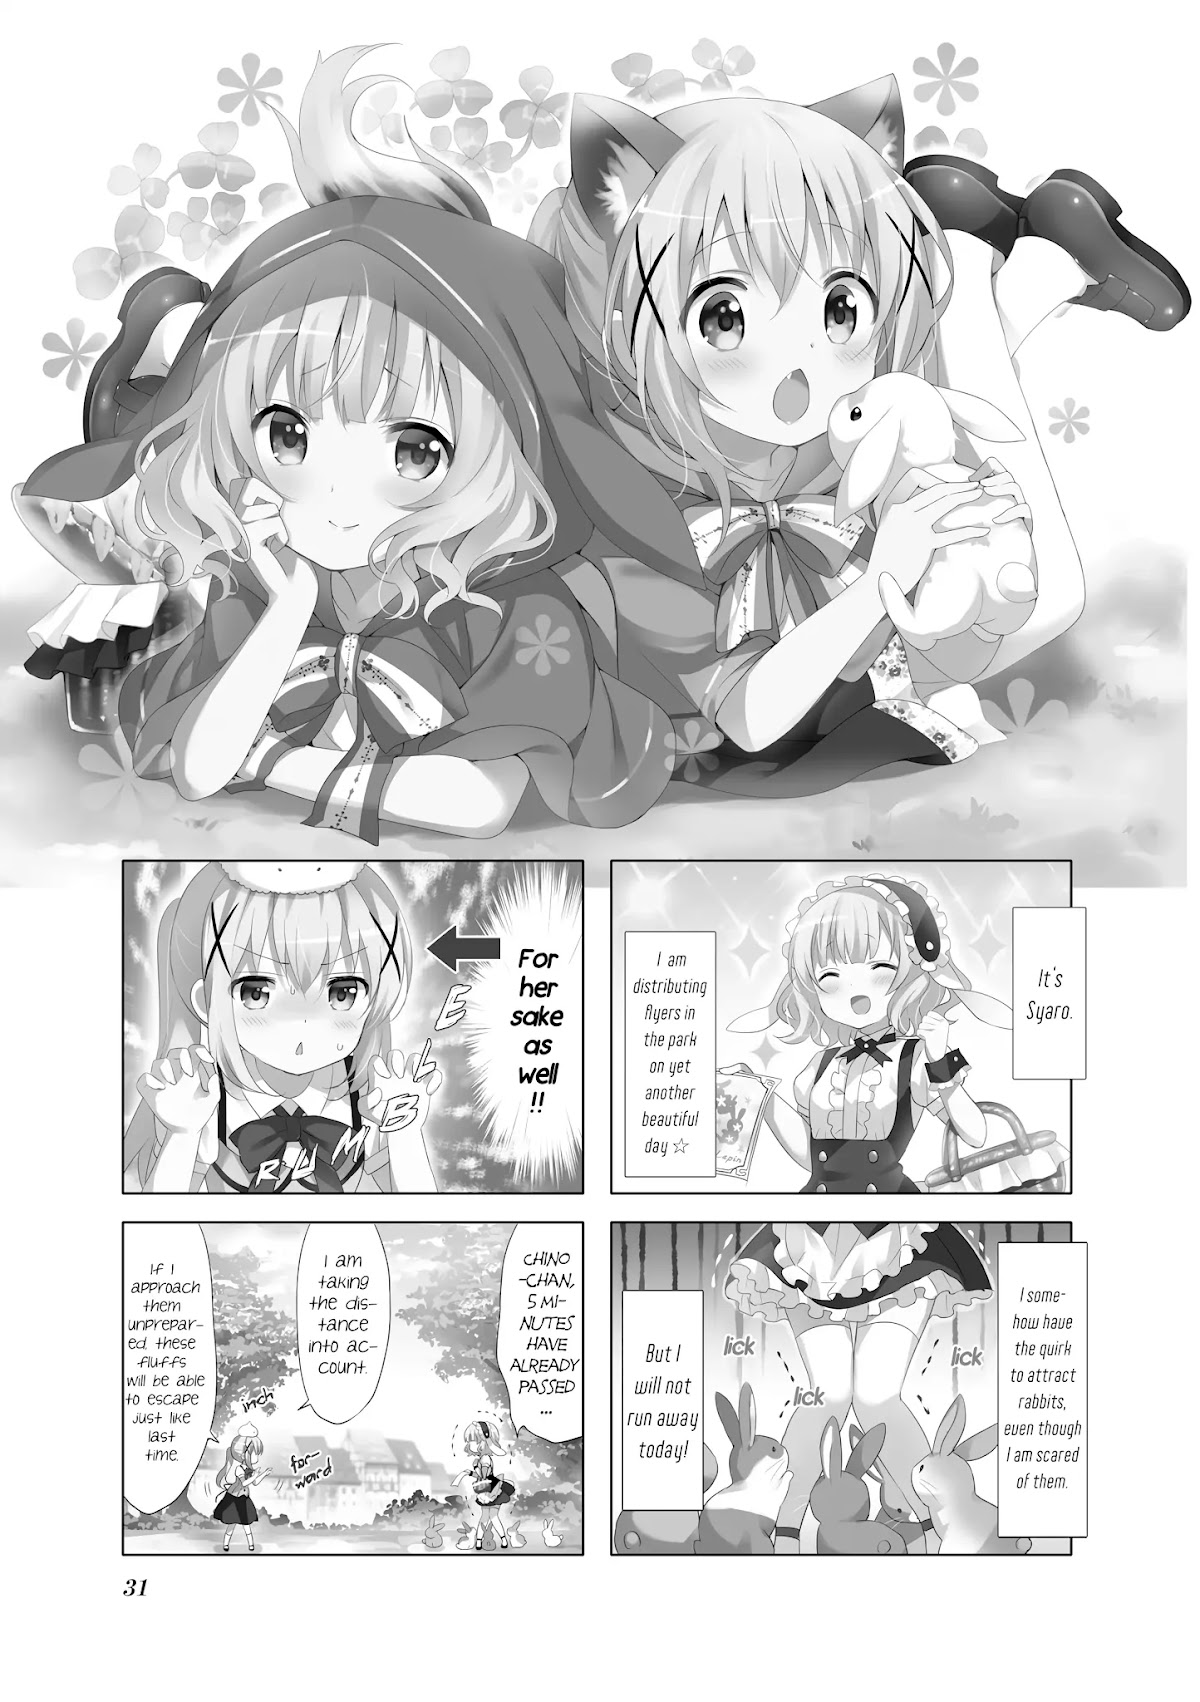 It's
Syaro.
I am
distributing
flyers in
the park
on yet
another
beautiful
day ☆
Lapin
I some-
how have
the quirk
to attract
rabbits,
even though
I am scared
of them.
lick
lick
lick
But I
will not
run away
today!
For
her
sake
as
well
!!
RUMBLE
CHINO
-CHAN,
5 MI-
NUTES
HAVE
ALREADY
PASSED
...
I am
taking
the dis-
tance
into ac-
count.
for-
ward
inch
If I
approach
them
unprepar-
ed, these
fluffs
will be able
to escape
just like
last
time.
31